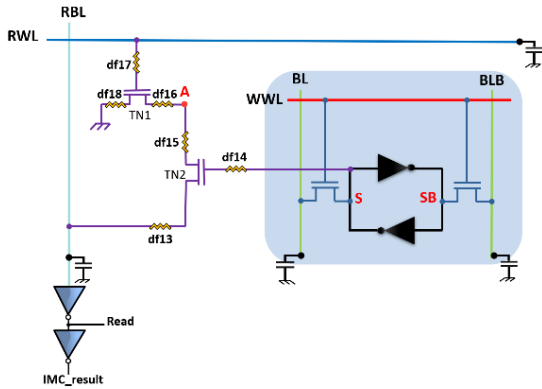 RBL
RWL
df17
df18
df16
A
TN1
BL
BLB
WWL
df15
TN2
df14
S
SB
df13
Read
IMC_result